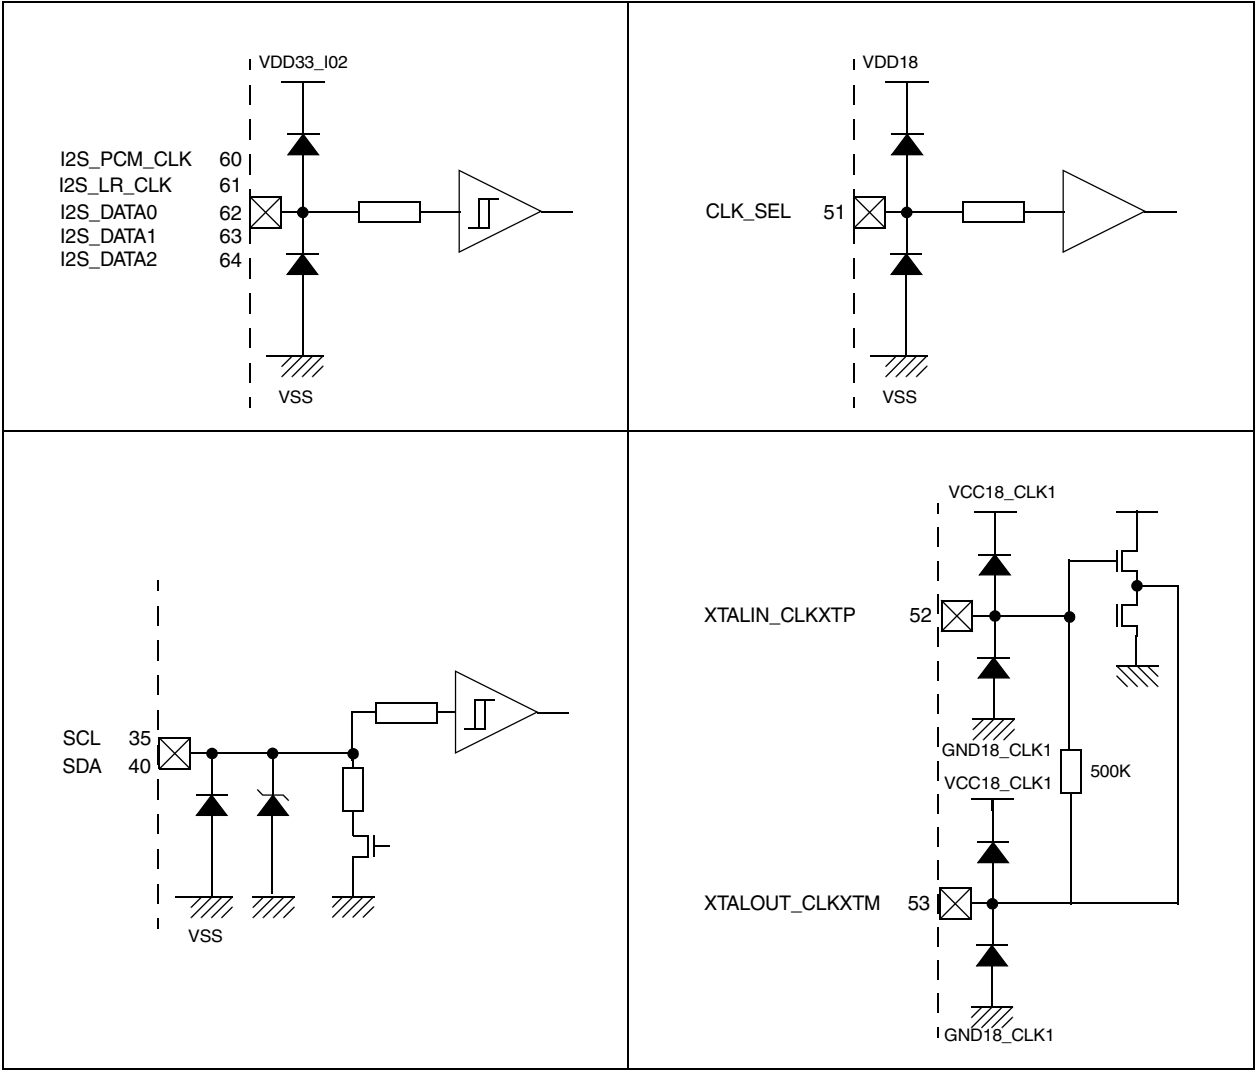 VDD33_I02
I2S_PCM_CLK 60
I2S_LR_CLK 61
I2S_DATA0 62
I2S_DATA1 63
I2S_DATA2 64
VSS
VDD18
CLK_SEL 51
VSS
SCL 35
SDA 40
VSS
VCC18_CLK1
XTALIN_CLKXTP 52
GND18_CLK1
500K
VCC18_CLK1
XTALOUT_CLKXTM 53
GND18_CLK1